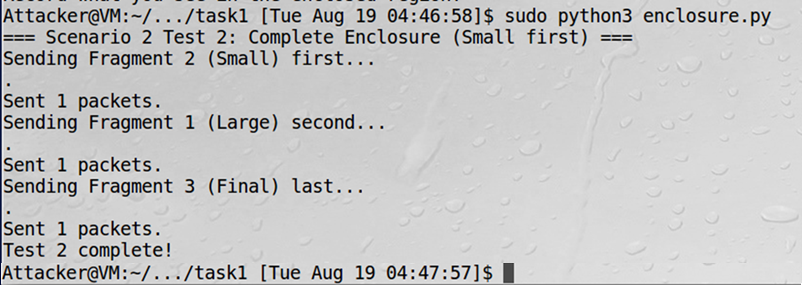 Attacker@VM:~/.../task1 [Tue Aug 19 04:46:58]$ sudo python3 enclosure.py
=== Scenario 2 Test 2: Complete Enclosure (Small first) ===
Sending Fragment 2 (Small) first...
.
Sent 1 packets.
Sending Fragment 1 (Large) second...
.
Sent 1 packets.
Sending Fragment 3 (Final) last...
.
Sent 1 packets.
Test 2 complete!
Attacker@VM:~/.../task1 [Tue Aug 19 04:47:57]$